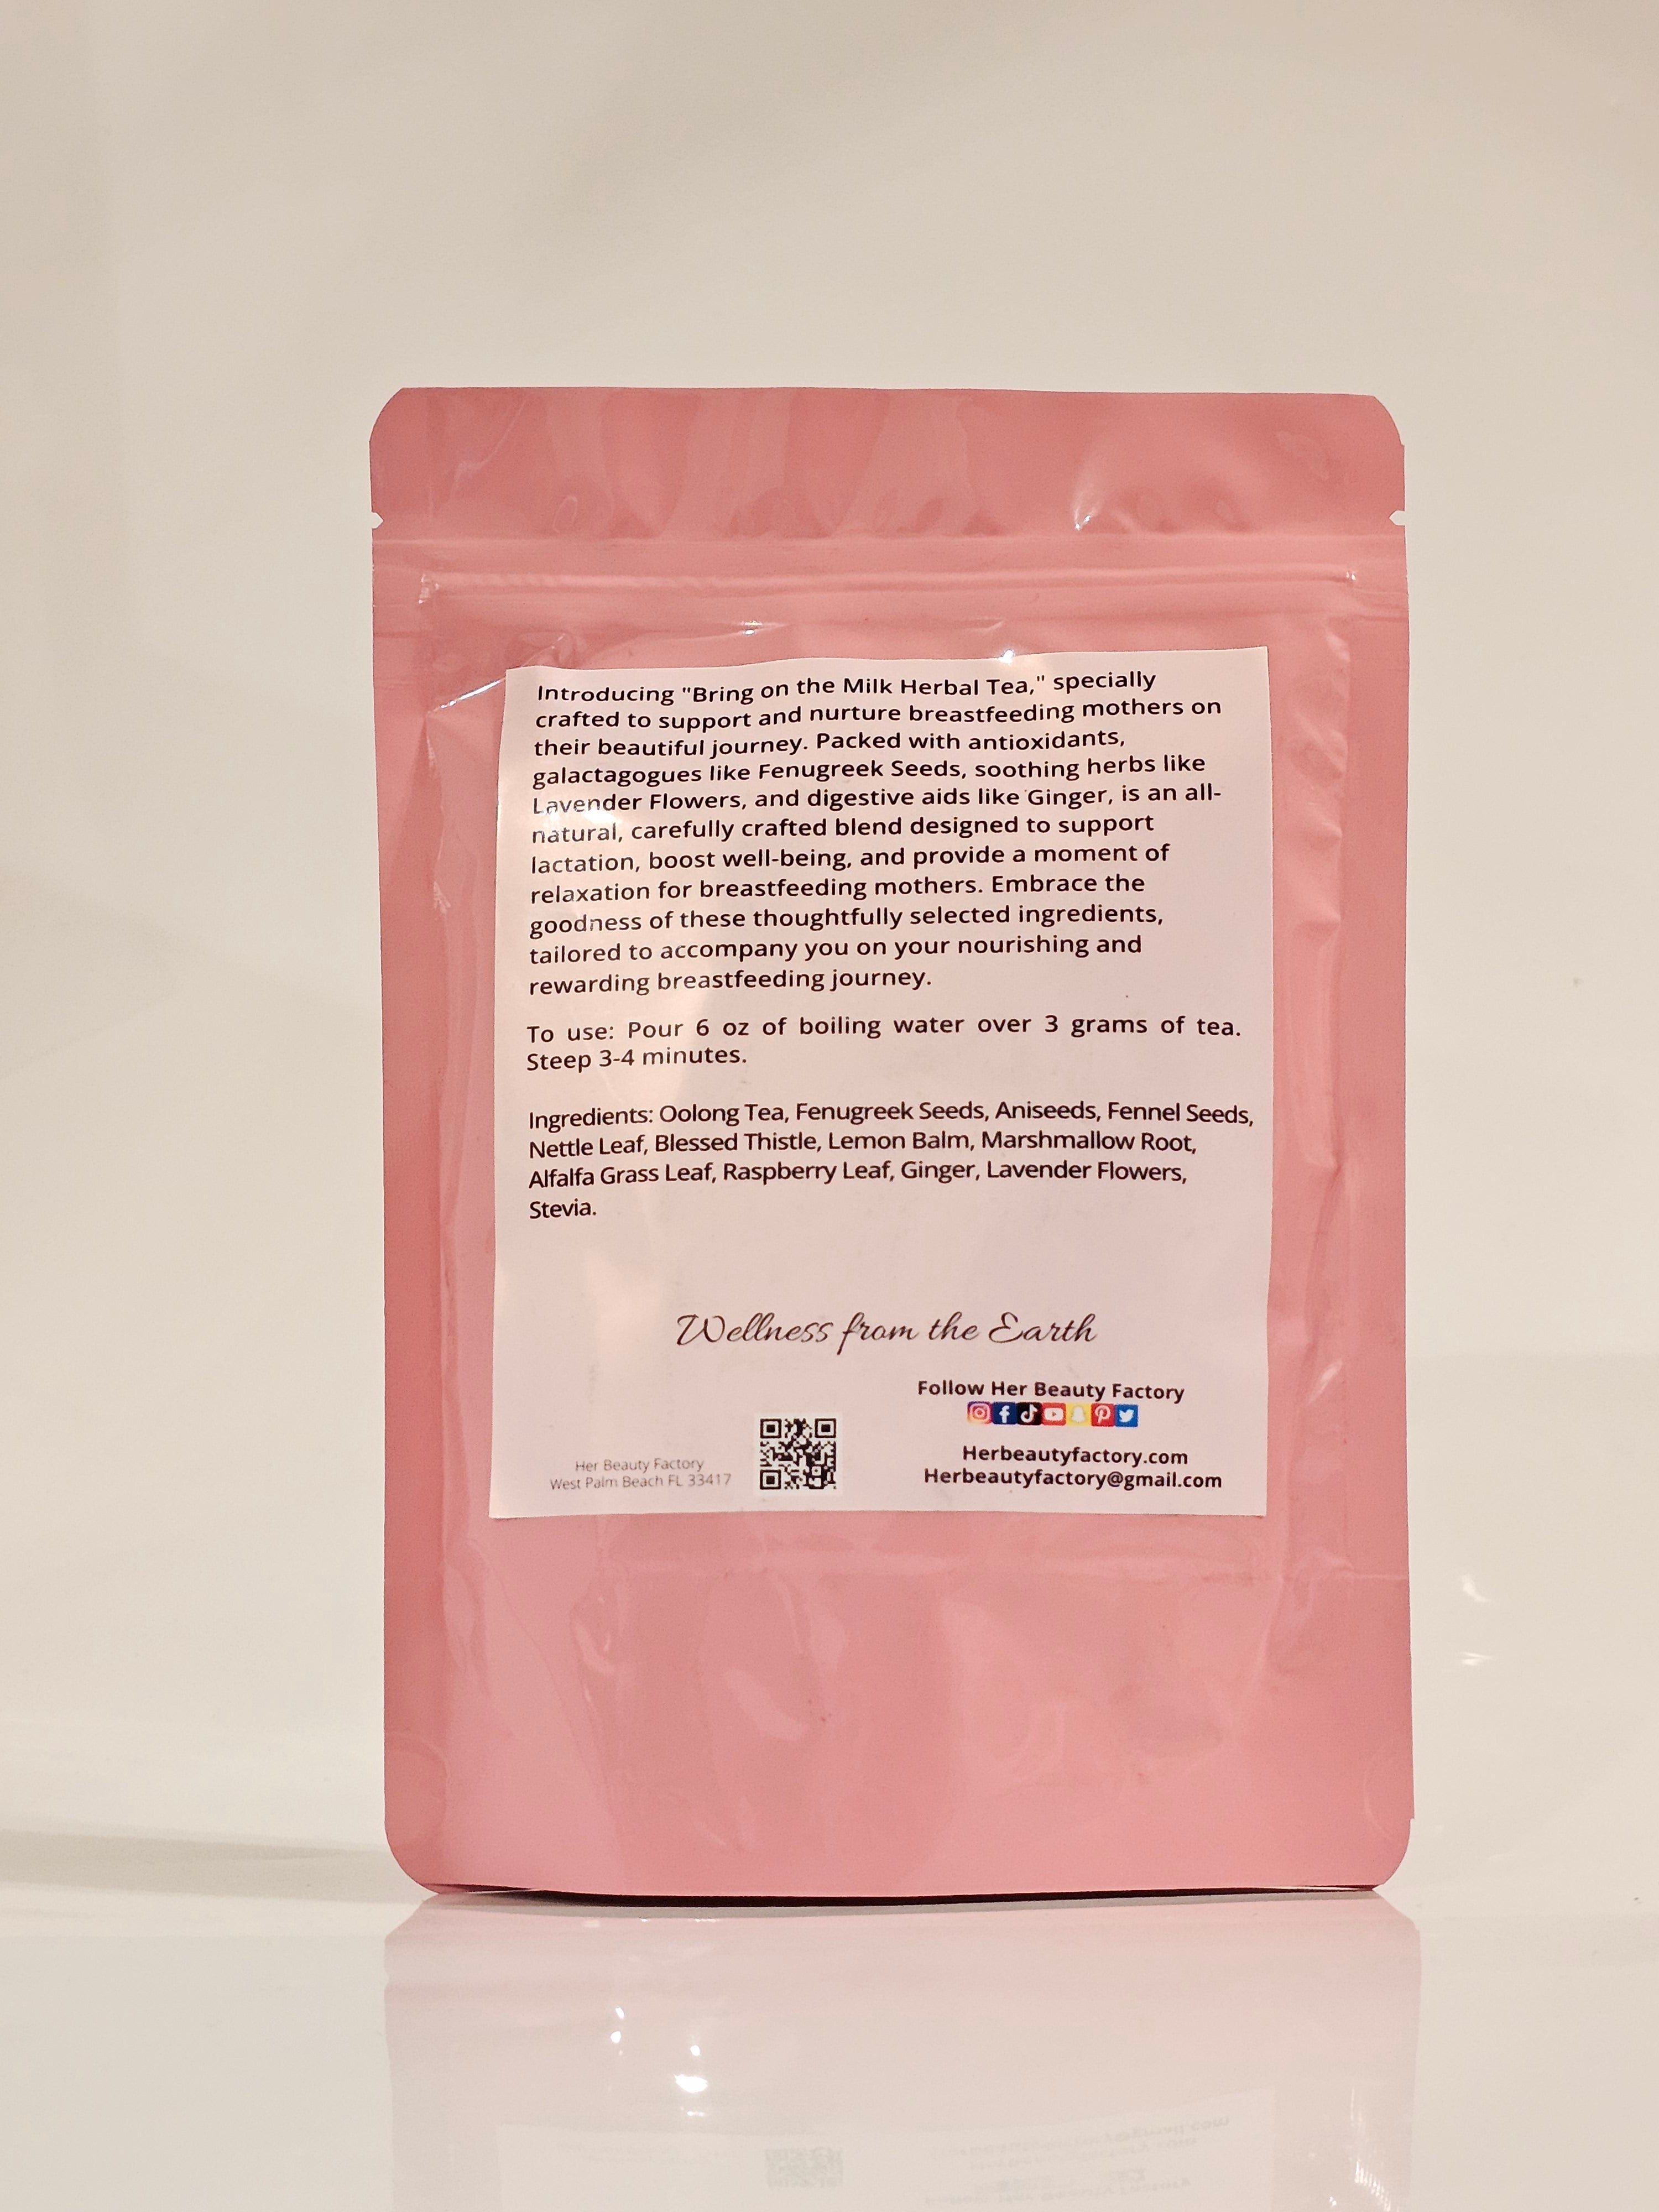 Introducing "Bring on the Milk Herbal Tea," specially
crafted to support and nurture breastfeeding mothers on
their beautiful journey. Packed with antioxidants,
galactagogues like Fenugreek Seeds, soothing herbs like
Lavender Flowers, and digestive aids like Ginger, is an all-
natural, carefully crafted blend designed to support
lactation, boost well-being, and provide a moment of
relaxation for breastfeeding mothers. Embrace the
goodness of these thoughtfully selected ingredients,
tailored to accompany you on your nourishing and
rewarding breastfeeding journey.
To use: Pour 6 oz of boiling water over 3 grams of tea.
Steep 3-4 minutes.
Ingredients: Oolong Tea, Fenugreek Seeds, Aniseeds, Fennel Seeds,
Nettle Leaf, Blessed Thistle, Lemon Balm, Marshmallow Root,
Alfalfa Grass Leaf, Raspberry Leaf, Ginger, Lavender Flowers,
Stevia.
Wellness from the Earth
Follow Her Beauty Factory
Herbeautyfactory.com
Herbeautyfactory@gmail.com
Her Beauty Factory
West Palm Beach FL 33417